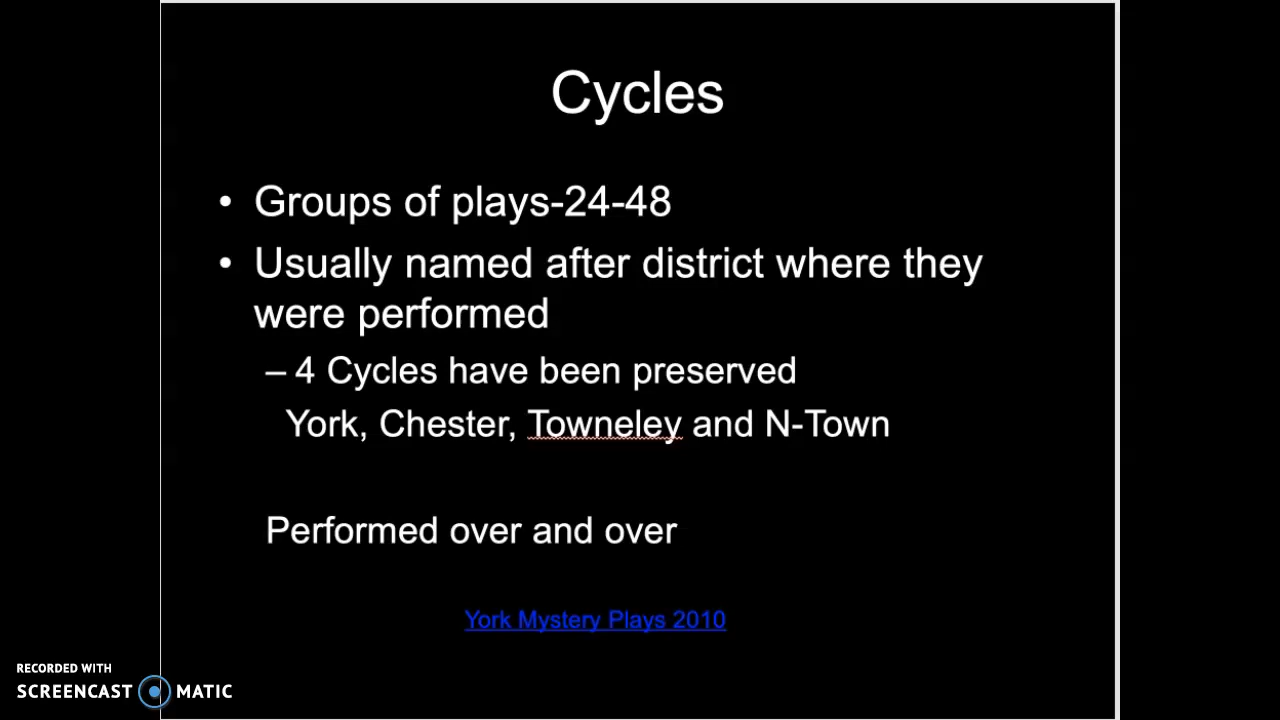 Cycles
• Groups of plays-24-48
• Usually named after district where they
were performed
– 4 Cycles have been preserved
York, Chester, Towneley and N-Town
Performed over and over
York Mystery Plays 2010
RECORDED WITH
SCREENCAST MATIC